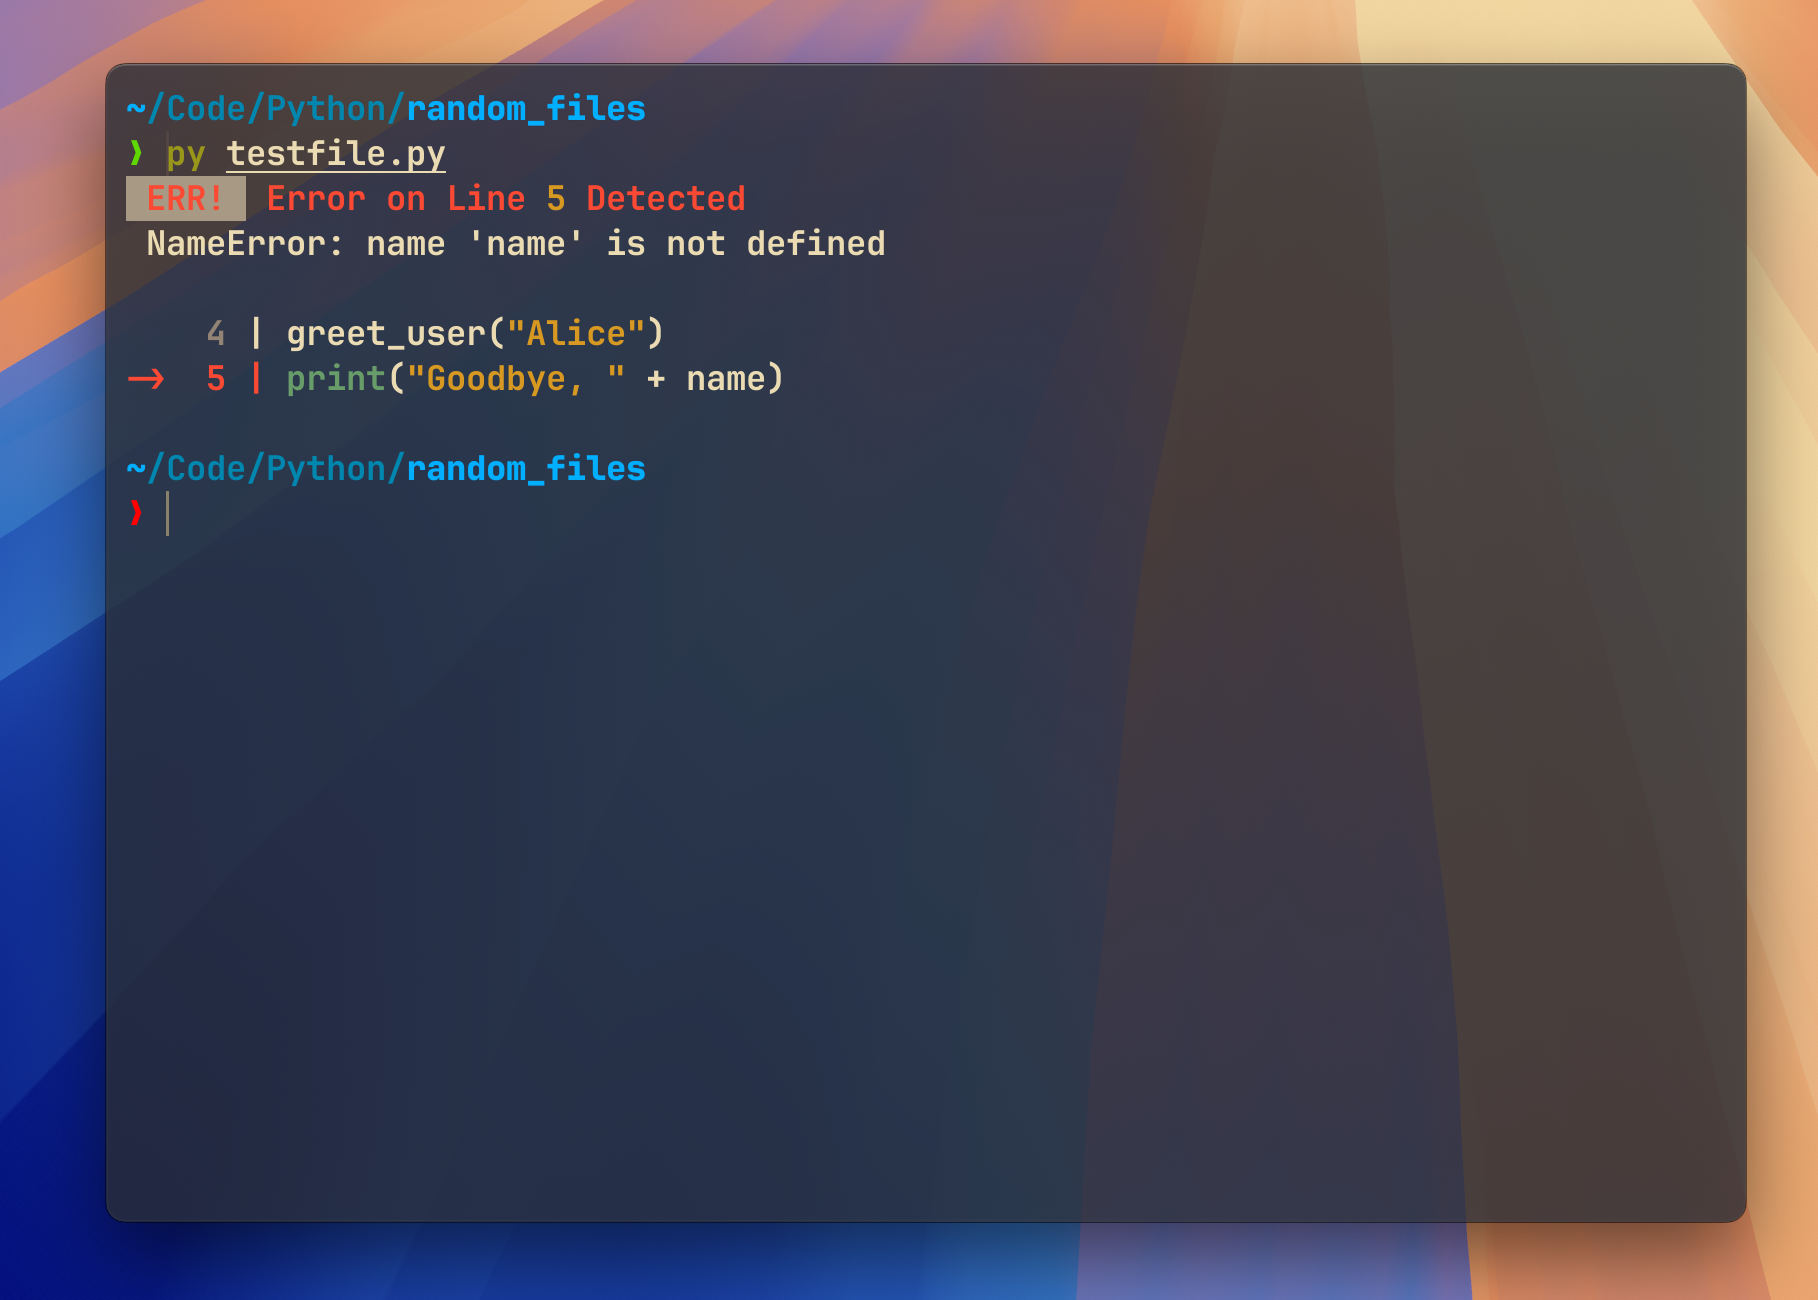 ~/Code/Python/random_files
❯ py testfile.py
ERR! Error on Line 5 Detected
NameError: name 'name' is not defined
4 | greet_user("Alice")
—> 5 | print("Goodbye, " + name)
~/Code/Python/random_files
❯